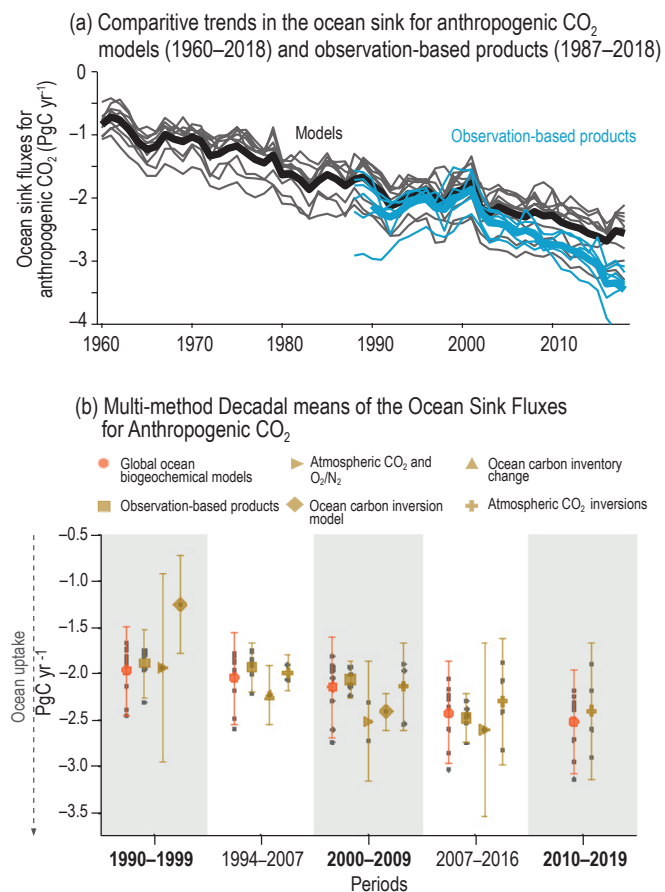 (a) Comparitive trends in the ocean sink for anthropogenic CO₂
models (1960–2018) and observation-based products (1987–2018)
Ocean sink fluxes for
anthropogenic CO₂ (PgC yr⁻¹)
0
−1
−2
−3
−4
Models
Observation-based products
1960
1970
1980
1990
2000
2010
(b) Multi-method Decadal means of the Ocean Sink Fluxes
for Anthropogenic CO₂
Global ocean
biogeochemical models
Atmospheric CO₂ and
O₂/N₂
Ocean carbon inventory
change
Observation-based products
Ocean carbon inversion
model
Atmospheric CO₂ inversions
Ocean uptake
PgC yr⁻¹
−0.5
−1.0
−1.5
−2.0
−2.5
−3.0
−3.5
1990–1999
1994–2007
2000–2009
2007–2016
2010–2019
Periods